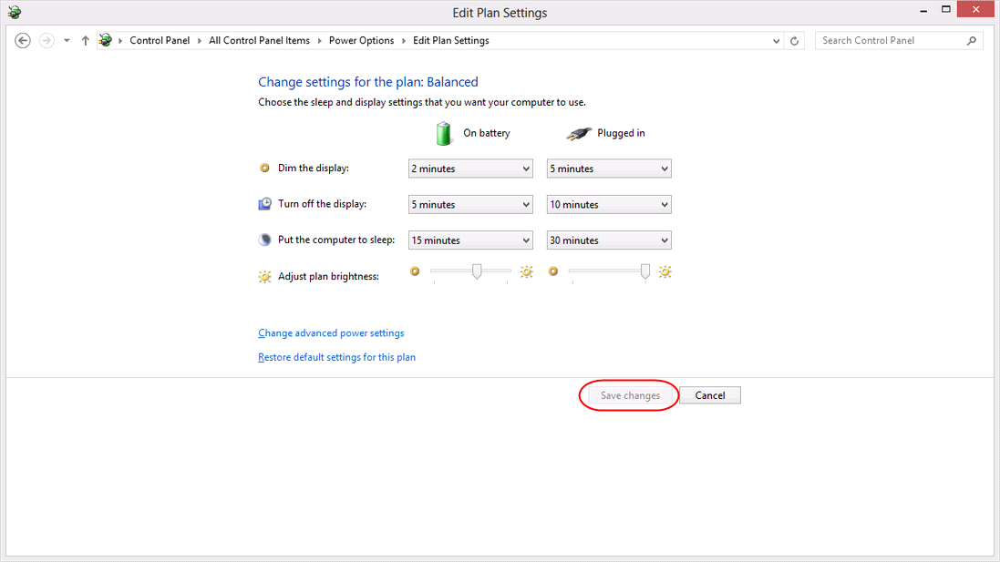 Edit Plan Settings
Control Panel All Control Panel Items Power Options Edit Plan Settings Search Control Panel
Change settings for the plan: Balanced
Choose the sleep and display settings that you want your computer to use.
On battery Plugged in
Dim the display: 2 minutes 5 minutes
Turn off the display: 5 minutes 10 minutes
Put the computer to sleep: 15 minutes 30 minutes
Adjust plan brightness:
Change advanced power settings
Restore default settings for this plan
Save changes Cancel